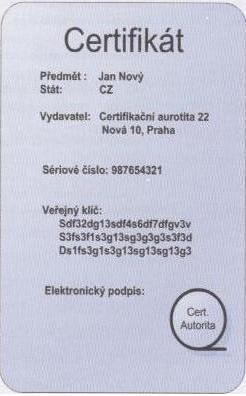 Certifikát
Předmět : Jan Nový
Stát: CZ
Vydavatel: Certifikační aurotita 22
Nová 10, Praha
Sériové číslo: 987654321
Veřejný klíč:
Sdf32dg13sdf4s6df7dfgv3v
S3fs3f1s3g13sg3g3g3s3f3d
Ds1fs3g1s3g13sg13sg13g3
Elektronický podpis:
Cert.
Autorita